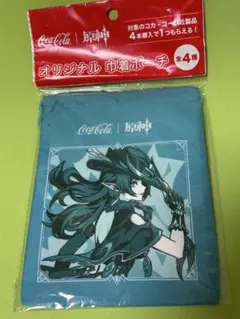 Coca-Cola 原神
対象のコカ・コーラ社製品
4本購入で1つもらえる!
オリジナル 巾着ポーチ
全4種
Coca-Cola 原神